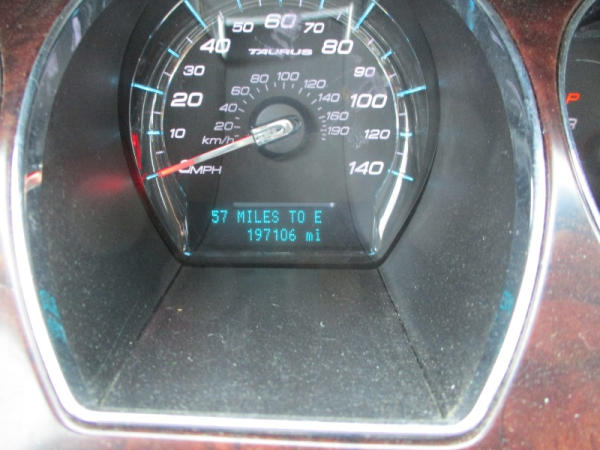 50 60 70
40 TAURUS 80
30 90
60 80 100 120
20 40 140 100
20 160
10 km/h 190 120
MPH 140
57 MILES TO E
197106 mi
P
R